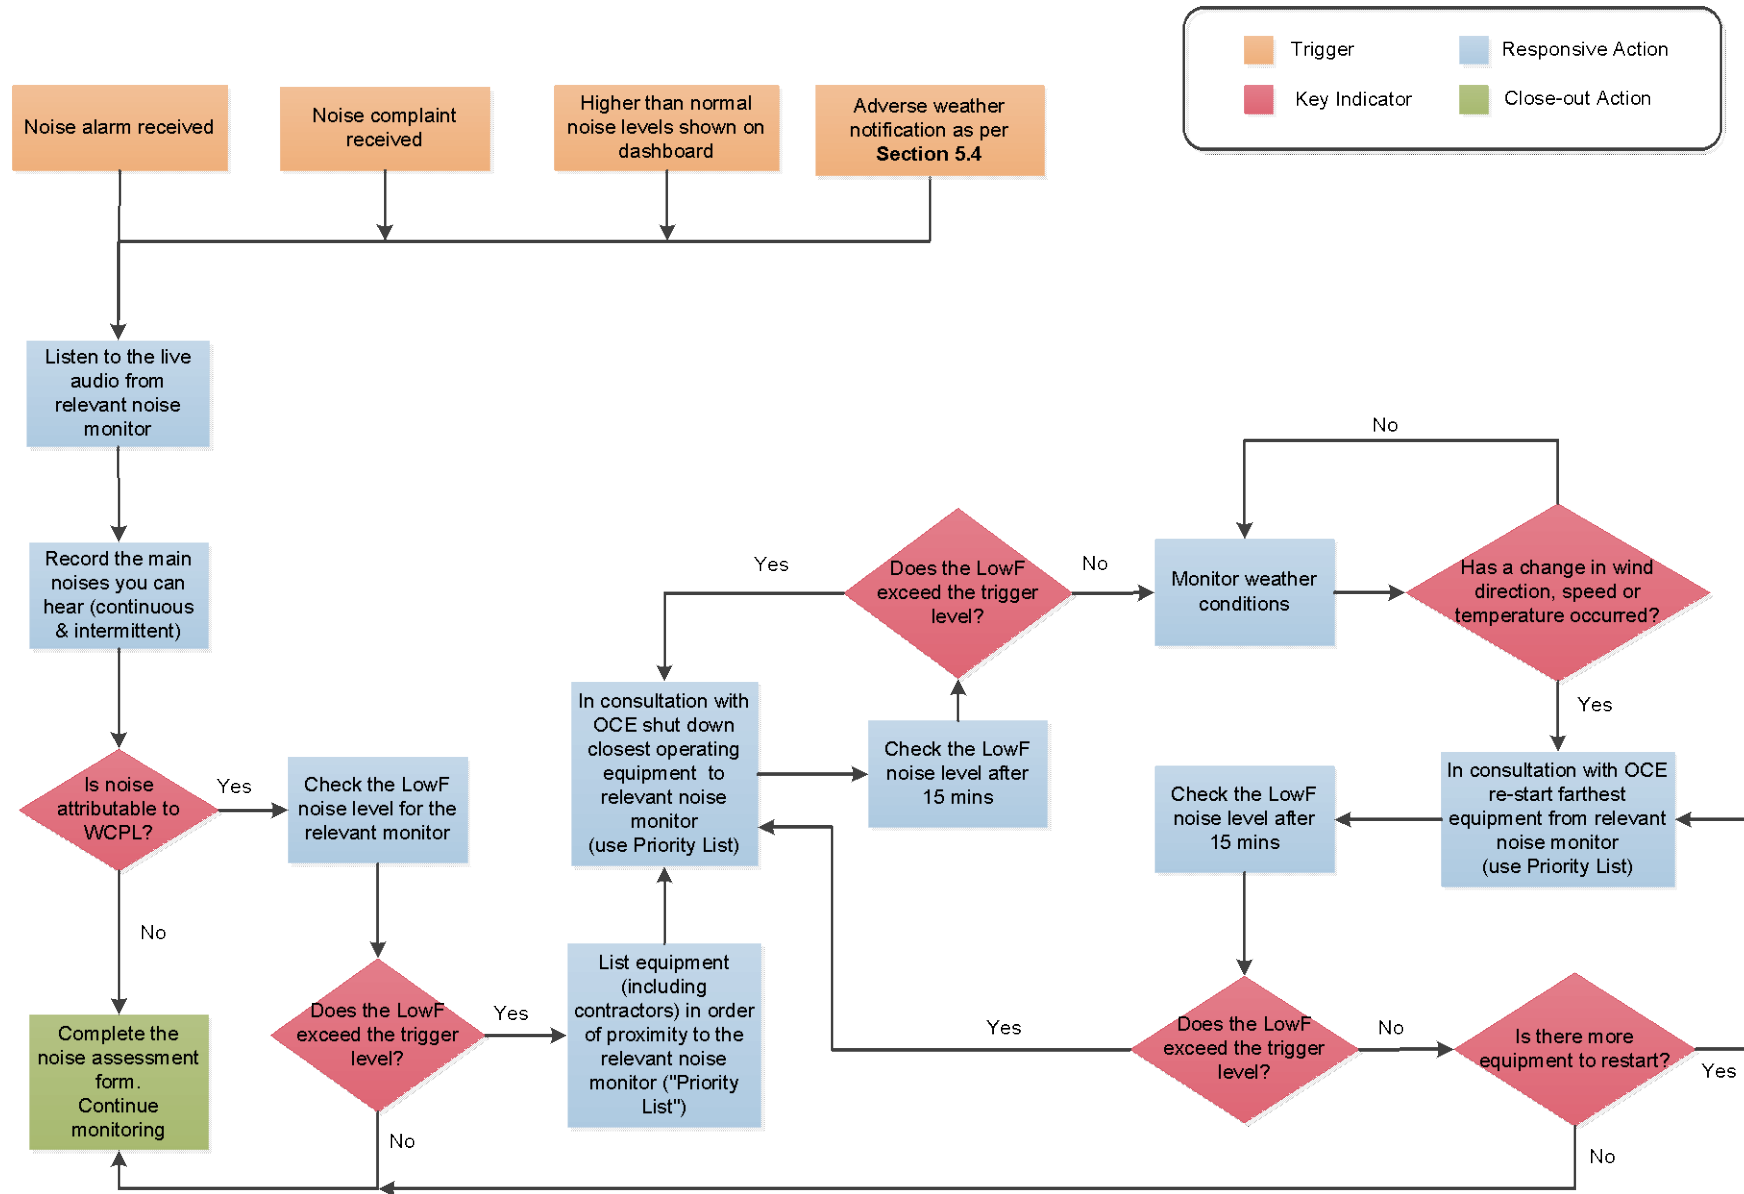 Trigger
Responsive Action
Key Indicator
Close-out Action
Noise alarm received
Noise complaint
received
Higher than normal
noise levels shown on
dashboard
Adverse weather
notification as per
Section 5.4
Listen to the live
audio from
relevant noise
monitor
Record the main
noises you can
hear (continuous
& intermittent)
Is noise
attributable to
WCPL?
Yes
No
Check the LowF
noise level for the
relevant monitor
Complete the
noise assessment
form.
Continue
monitoring
Does the LowF
exceed the trigger
level?
Yes
No
List equipment
(including
contractors) in order
of proximity to the
relevant noise
monitor ("Priority
List")
In consultation with
OCE shut down
closest operating
equipment to
relevant noise
monitor
(use Priority List)
Check the LowF
noise level after
15 mins
Does the LowF
exceed the trigger
level?
Yes
No
Monitor weather
conditions
Has a change in wind
direction, speed or
temperature occurred?
No
Yes
In consultation with OCE
re-start farthest
equipment from relevant
noise monitor
(use Priority List)
Check the LowF
noise level after
15 mins
Does the LowF
exceed the trigger
level?
Yes
No
Is there more
equipment to restart?
Yes
No